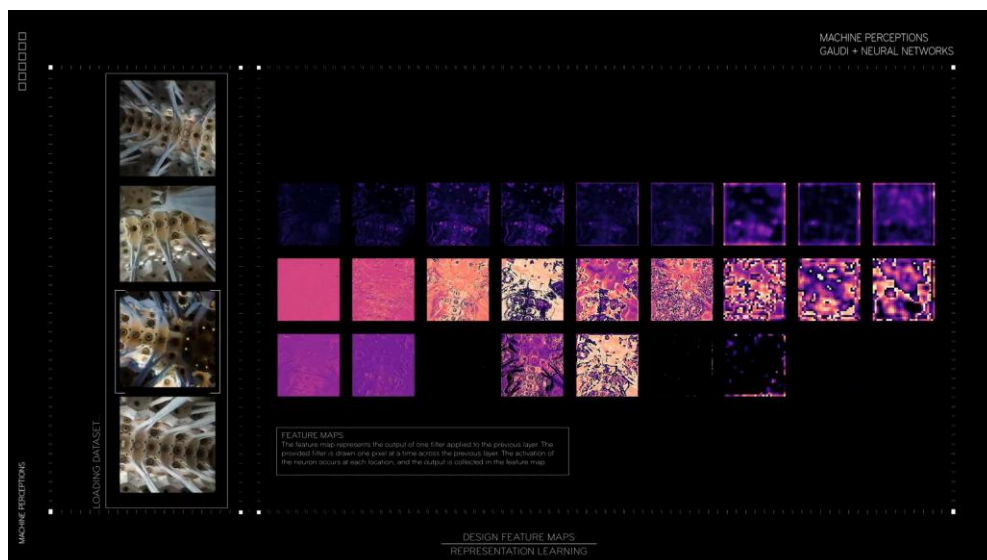 MACHINE PERCEPTIONS
GAUDI + NEURAL NETWORKS
LOADING DATASET
FEATURE MAPS
The feature map represents the output of one filter applied to the previous layer. The
provided filter is drawn one pixel at a time across the previous layer. The activation of
the neuron occurs at each location, and the output is collected in the feature map.
MACHINE PERCEPTIONS
DESIGN FEATURE MAPS
REPRESENTATION LEARNING